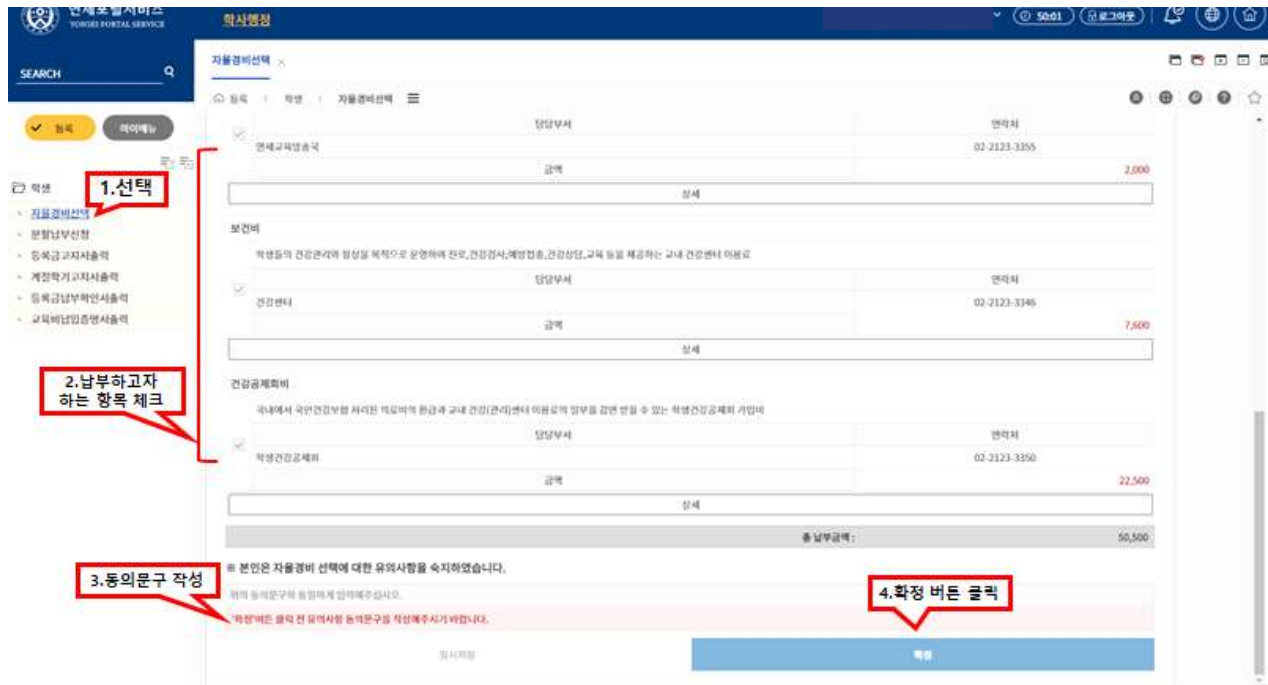 연세포털서비스
YONSEI PORTAL SERVICE
학사행정
50:01
로그아웃
SEARCH
자율경비선택
등록
학생
자율경비선택
등록
마이메뉴
학생
자율경비선택
분할납부신청
등록금고지서출력
계절학기고지서출력
등록금납부확인서출력
교육비납입증명서출력
1.선택
2.납부하고자
하는 항목 체크
3.동의문구 작성
4.확정 버튼 클릭
담당부서 연락처
연세교육방송국 02-2123-3355
금액 2,000
상세
보건비
학생들의 건강관리와 향상을 목적으로 운영하며 진료,건강검사,예방접종,건강상담,교육 등을 제공하는 교내 건강센터 이용료
담당부서 연락처
건강센터 02-2123-3346
금액 7,600
상세
건강공제회비
국내에서 국민건강보험 처리된 의료비의 환급과 교내 건강(관리)센터 이용료의 일부를 감면 받을 수 있는 학생건강공제회 가입비
담당부서 연락처
학생건강공제회 02-2123-3350
금액 22,500
상세
총 납부금액 : 50,500
※ 본인은 자율경비 선택에 대한 유의사항을 숙지하였습니다.
위의 동의문구와 동일하게 입력해주십시오.
'확정'버튼 클릭 전 유의사항 동의문구를 작성해주시기 바랍니다.
임시저장
확정